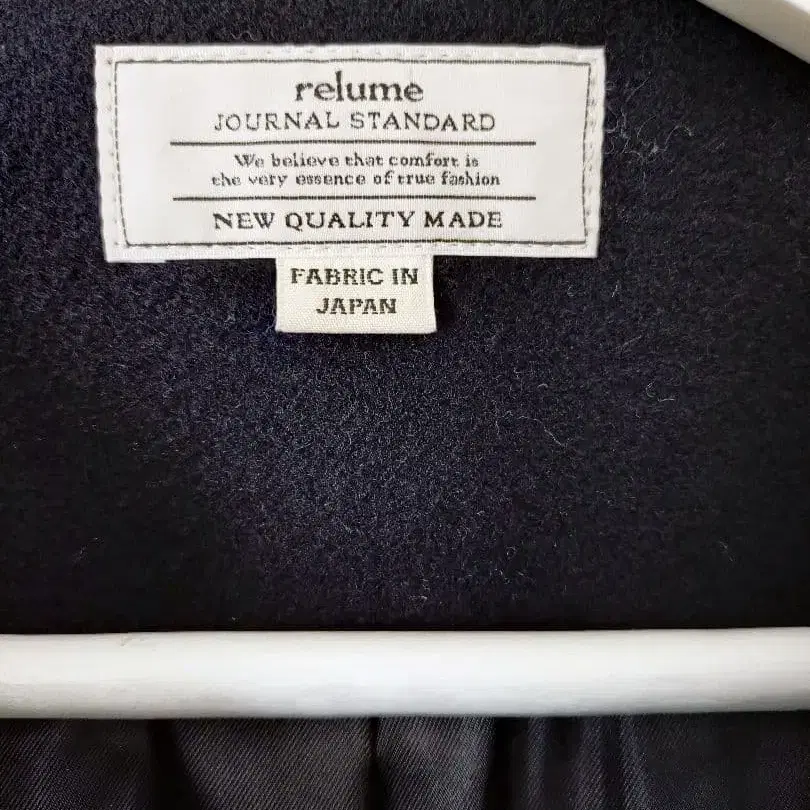 relume
JOURNAL STANDARD
We believe that comfort is
the very essence of true fashion
NEW QUALITY MADE
FABRIC IN
JAPAN